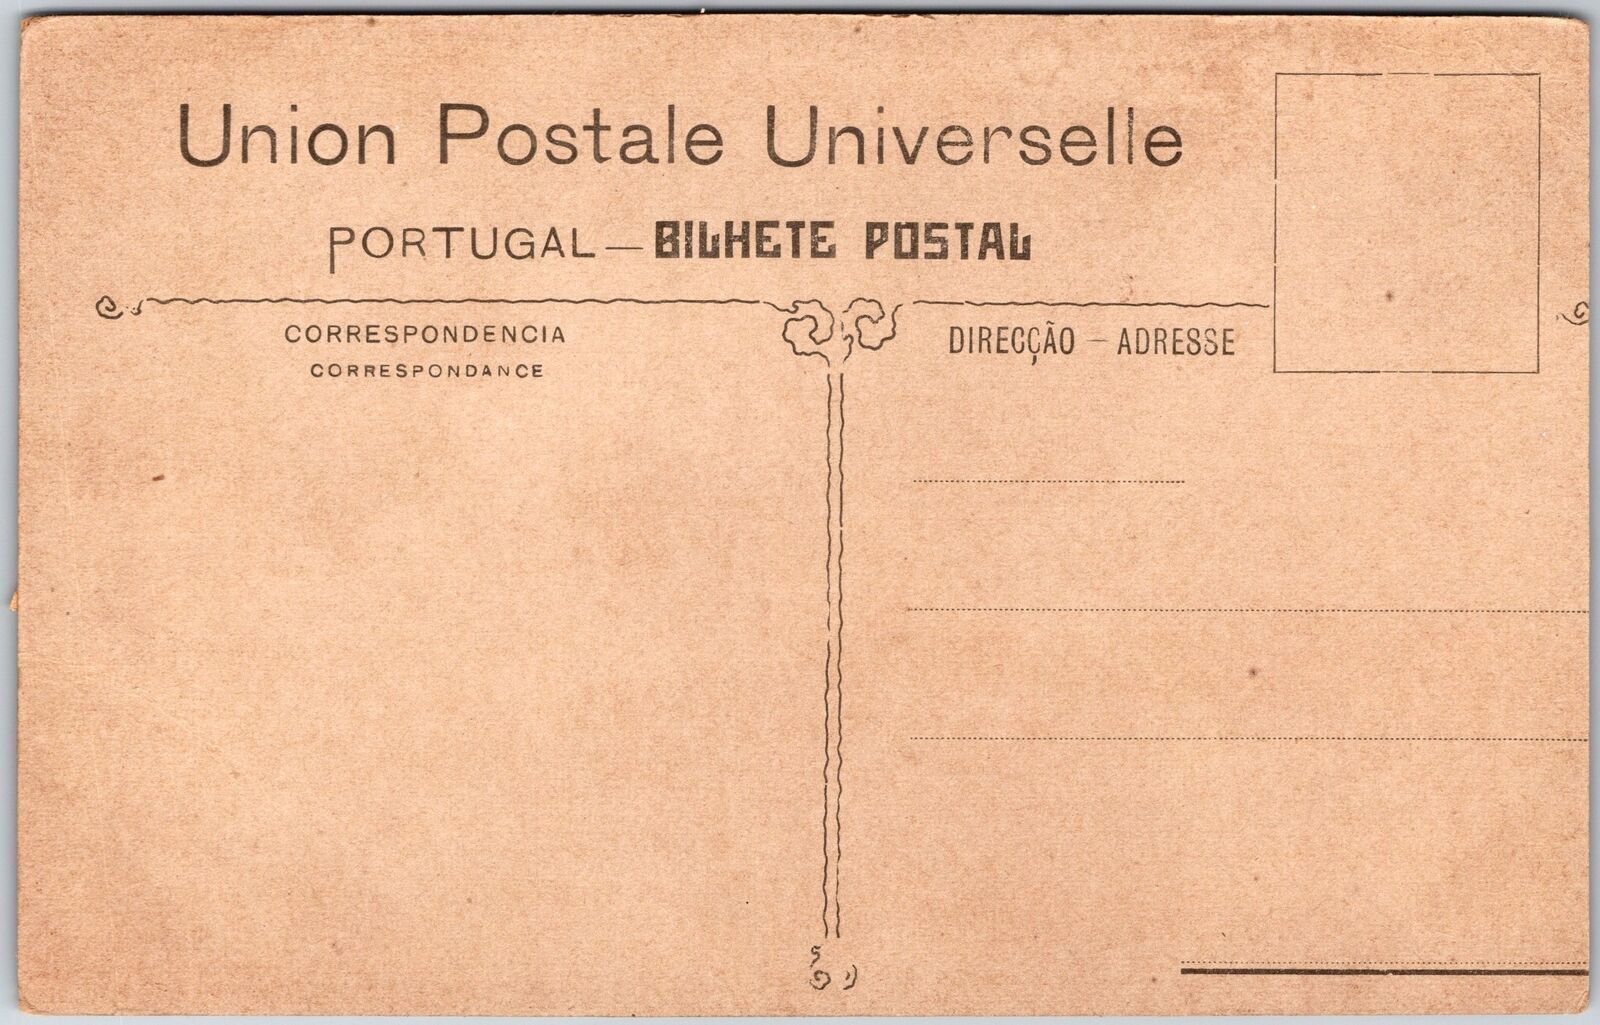 Union Postale Universelle
PORTUGAL — BILHETE POSTAL
CORRESPONDENCIA
CORRESPONDANCE
DIRECÇÃO — ADRESSE